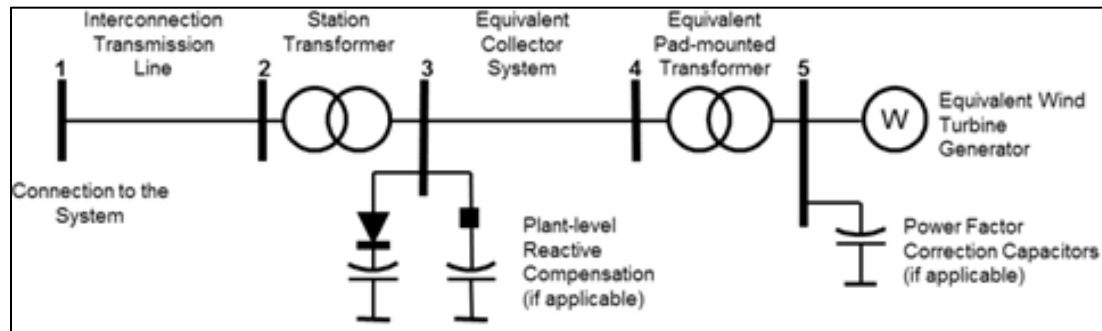 Interconnection
Transmission
Line
Station
Transformer
Equivalent
Collector
System
Equivalent
Pad-mounted
Transformer
1
2
3
4
5
W
Equivalent Wind
Turbine
Generator
Connection to the
System
Plant-level
Reactive
Compensation
(if applicable)
Power Factor
Correction Capacitors
(if applicable)